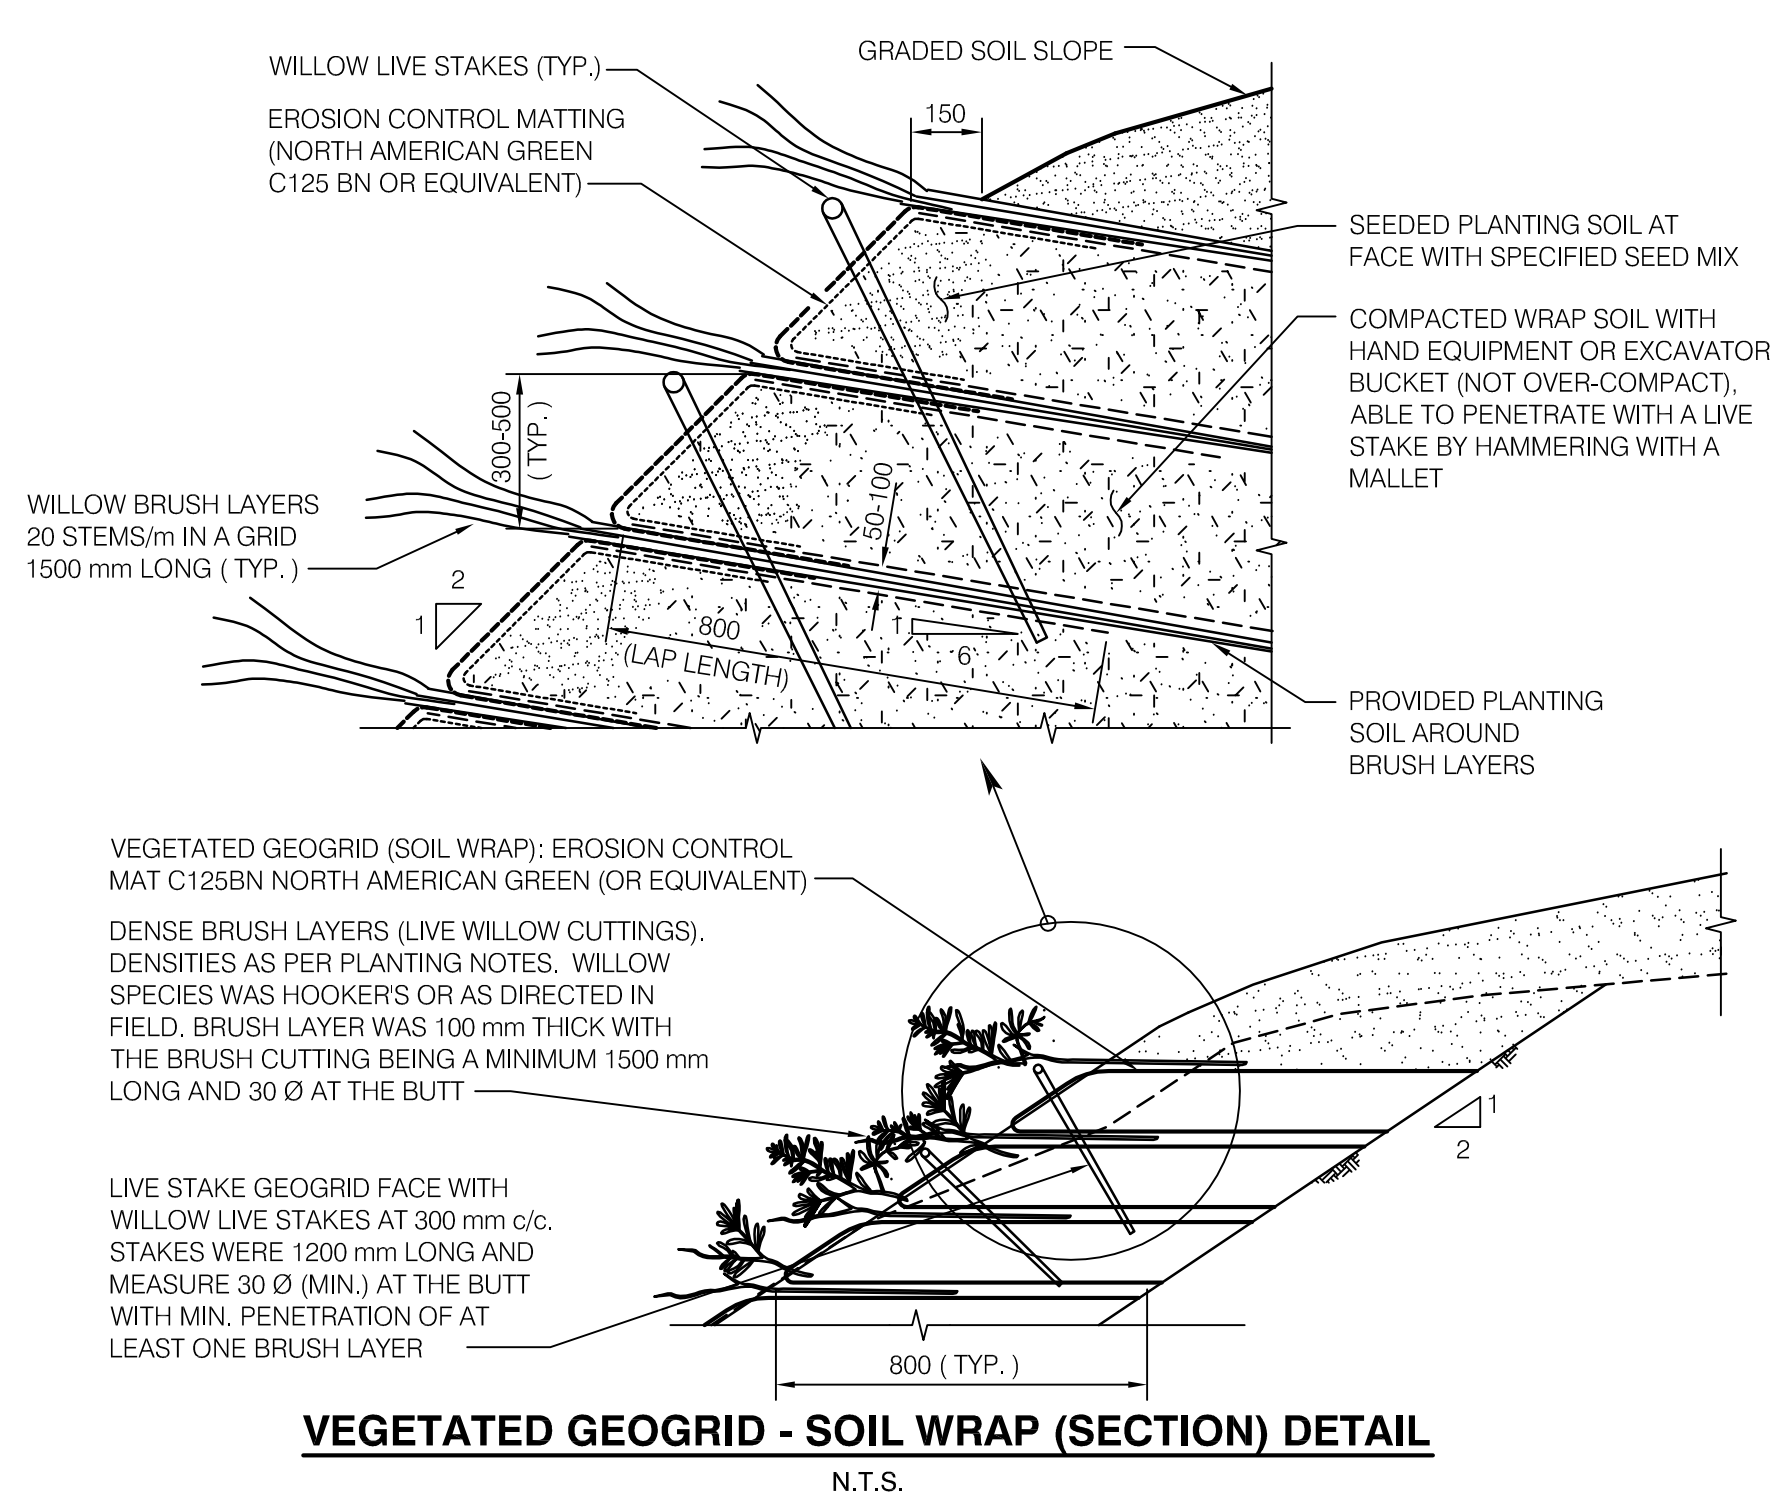 WILLOW LIVE STAKES (TYP.)
GRADED SOIL SLOPE
EROSION CONTROL MATTING
(NORTH AMERICAN GREEN
C125 BN OR EQUIVALENT)
150
SEEDED PLANTING SOIL AT
FACE WITH SPECIFIED SEED MIX
COMPACTED WRAP SOIL WITH
HAND EQUIPMENT OR EXCAVATOR
BUCKET (NOT OVER-COMPACT),
ABLE TO PENETRATE WITH A LIVE
STAKE BY HAMMERING WITH A
MALLET
300-500
( TYP. )
50-100
WILLOW BRUSH LAYERS
20 STEMS/m IN A GRID
1500 mm LONG ( TYP. )
2
1
800
(LAP LENGTH)
1
6
PROVIDED PLANTING
SOIL AROUND
BRUSH LAYERS
VEGETATED GEOGRID (SOIL WRAP): EROSION CONTROL
MAT C125BN NORTH AMERICAN GREEN (OR EQUIVALENT)
DENSE BRUSH LAYERS (LIVE WILLOW CUTTINGS).
DENSITIES AS PER PLANTING NOTES. WILLOW
SPECIES WAS HOOKER'S OR AS DIRECTED IN
FIELD. BRUSH LAYER WAS 100 mm THICK WITH
THE BRUSH CUTTING BEING A MINIMUM 1500 mm
LONG AND 30 Ø AT THE BUTT
1
2
LIVE STAKE GEOGRID FACE WITH
WILLOW LIVE STAKES AT 300 mm c/c.
STAKES WERE 1200 mm LONG AND
MEASURE 30 Ø (MIN.) AT THE BUTT
WITH MIN. PENETRATION OF AT
LEAST ONE BRUSH LAYER
800 ( TYP. )
VEGETATED GEOGRID - SOIL WRAP (SECTION) DETAIL
N.T.S.